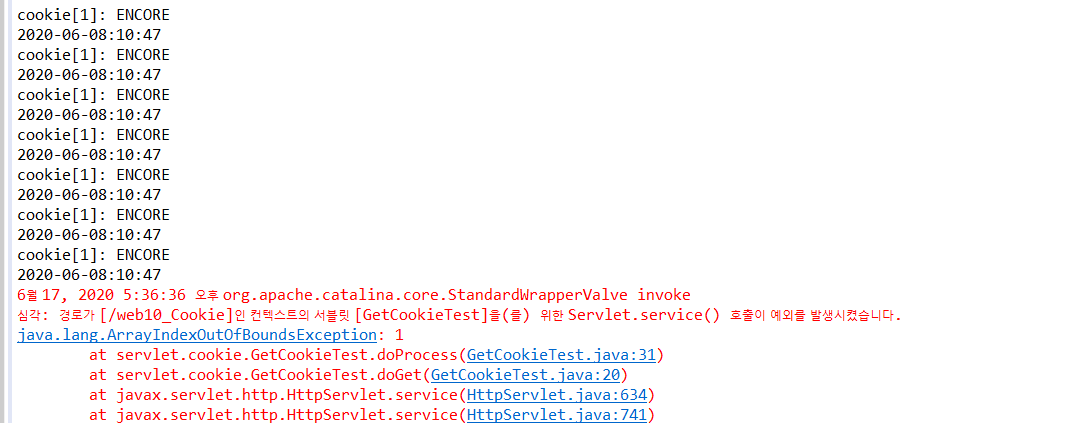 cookie[1]: ENCORE
2020-06-08:10:47
cookie[1]: ENCORE
2020-06-08:10:47
cookie[1]: ENCORE
2020-06-08:10:47
cookie[1]: ENCORE
2020-06-08:10:47
cookie[1]: ENCORE
2020-06-08:10:47
cookie[1]: ENCORE
2020-06-08:10:47
cookie[1]: ENCORE
2020-06-08:10:47
6월 17, 2020 5:36:36 오후 org.apache.catalina.core.StandardWrapperValve invoke
심각: 경로가 [/web10_Cookie]인 컨텍스트의 서블릿 [GetCookieTest]을(를) 위한 Servlet.service() 호출이 예외를 발생시켰습니다.
java.lang.ArrayIndexOutOfBoundsException: 1
at servlet.cookie.GetCookieTest.doProcess(GetCookieTest.java:31)
at servlet.cookie.GetCookieTest.doGet(GetCookieTest.java:20)
at javax.servlet.http.HttpServlet.service(HttpServlet.java:634)
at javax.servlet.http.HttpServlet.service(HttpServlet.java:741)